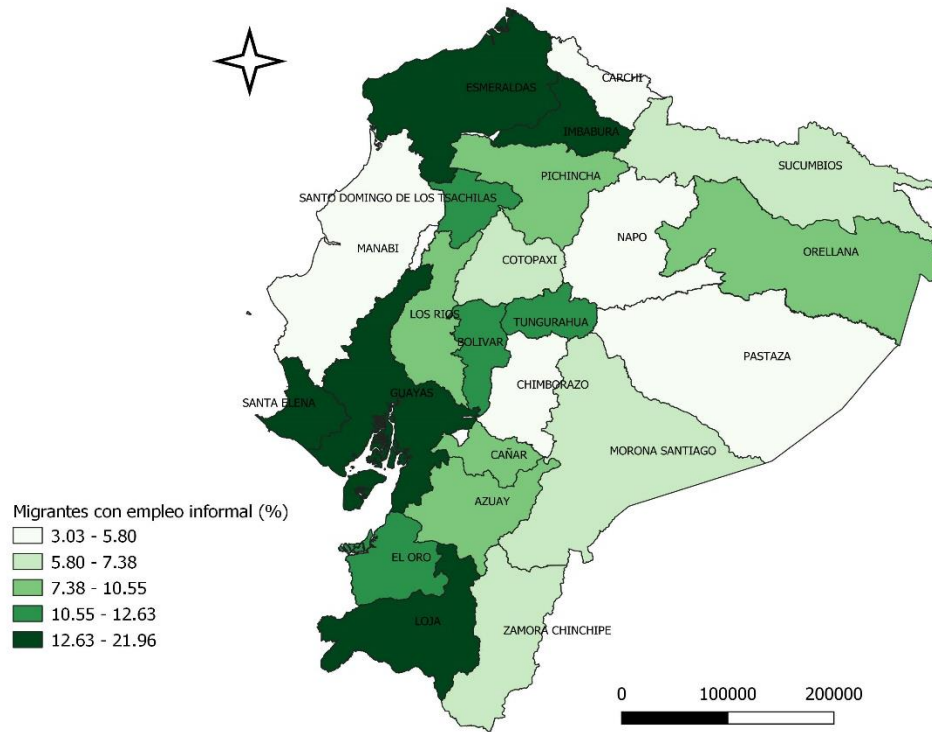 CARCHI
ESMERALDAS
IMBABURA
SUCUMBIOS
PICHINCHA
SANTO DOMINGO DE LOS TSACHILAS
NAPO
MANABI
ORELLANA
COTOPAXI
LOS RIOS
TUNGURAHUA
BOLIVAR
PASTAZA
CHIMBORAZO
GUAYAS
SANTA ELENA
MORONA SANTIAGO
CAÑAR
AZUAY
EL ORO
LOJA
ZAMORA CHINCHIPE
Migrantes con empleo informal (%)
3.03 - 5.80
5.80 - 7.38
7.38 - 10.55
10.55 - 12.63
12.63 - 21.96
0 100000 200000